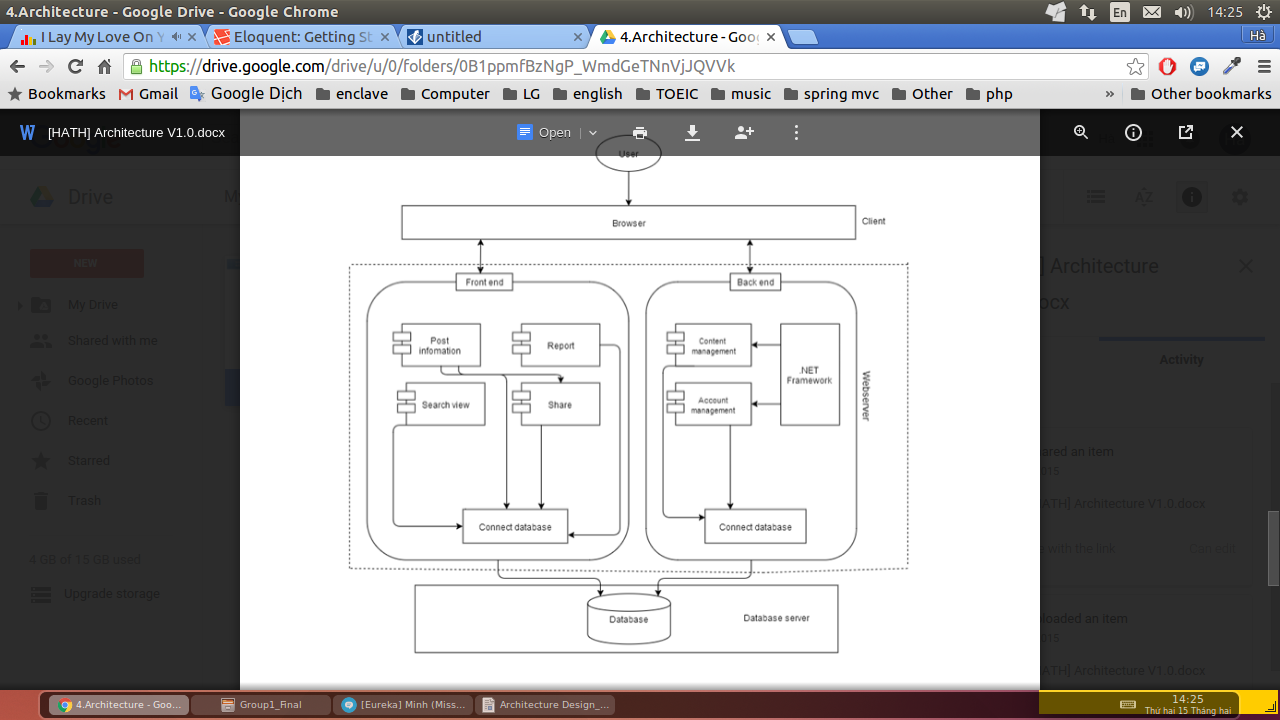 4.Architecture - Google Drive - Google Chrome
En
14:25
I Lay My Love On Y
Eloquent: Getting St
untitled
4.Architecture - Goog
Hà
https://drive.google.com/drive/u/0/folders/0B1ppmfBzNgP_WmdGeTNnVjJQVVk
Bookmarks
Gmail
Google Dịch
enclave
Computer
LG
english
TOEIC
music
spring mvc
Other
php
»
Other bookmarks
[HATH] Architecture V1.0.docx
Open
User
Browser
Client
Front end
Back end
Post
infomation
Report
Content
management
.NET
Framework
Search view
Share
Account
management
Webserver
Connect database
Connect database
Database
Database server
Drive
NEW
My Drive
Shared with me
Google Photos
Recent
Starred
Trash
4 GB of 15 GB used
Upgrade storage
] Architecture
ocx
Activity
ared an item
015
ATH] Architecture V1.0.docx
e with the link
Can edit
loaded an item
015
ATH] Architecture V1.0.docx
4.Architecture - Goo...
Group1_Final
[Eureka] Minh (Miss...
Architecture Design_...
14:25
Thứ hai 15 Tháng hai